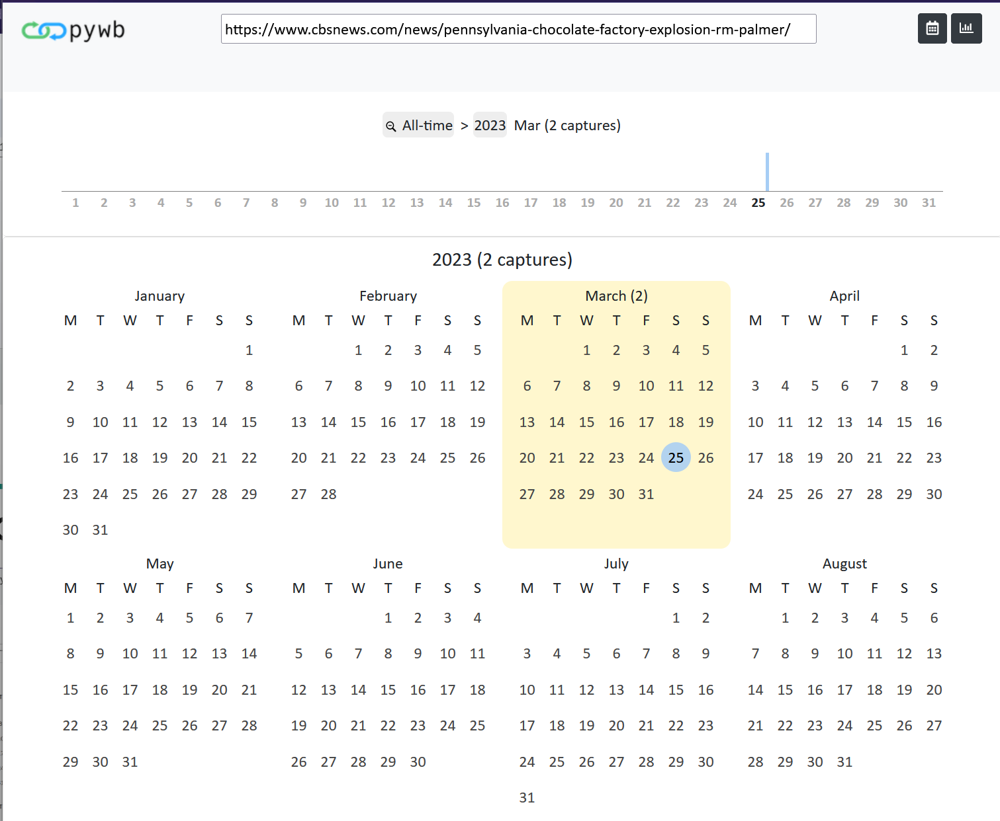 pywb
https://www.cbsnews.com/news/pennsylvania-chocolate-factory-explosion-rm-palmer/
All-time > 2023 Mar (2 captures)
1 2 3 4 5 6 7 8 9 10 11 12 13 14 15 16 17 18 19 20 21 22 23 24 25 26 27 28 29 30 31
2023 (2 captures)
January
M T W T F S S
1
2 3 4 5 6 7 8
9 10 11 12 13 14 15
16 17 18 19 20 21 22
23 24 25 26 27 28 29
30 31
February
M T W T F S S
1 2 3 4 5
6 7 8 9 10 11 12
13 14 15 16 17 18 19
20 21 22 23 24 25 26
27 28
March (2)
M T W T F S S
1 2 3 4 5
6 7 8 9 10 11 12
13 14 15 16 17 18 19
20 21 22 23 24 25 26
27 28 29 30 31
April
M T W T F S S
1 2
3 4 5 6 7 8 9
10 11 12 13 14 15 16
17 18 19 20 21 22 23
24 25 26 27 28 29 30
May
M T W T F S S
1 2 3 4 5 6 7
8 9 10 11 12 13 14
15 16 17 18 19 20 21
22 23 24 25 26 27 28
29 30 31
June
M T W T F S S
1 2 3 4
5 6 7 8 9 10 11
12 13 14 15 16 17 18
19 20 21 22 23 24 25
26 27 28 29 30
July
M T W T F S S
1 2
3 4 5 6 7 8 9
10 11 12 13 14 15 16
17 18 19 20 21 22 23
24 25 26 27 28 29 30
31
August
M T W T F S S
1 2 3 4 5 6
7 8 9 10 11 12 13
14 15 16 17 18 19 20
21 22 23 24 25 26 27
28 29 30 31